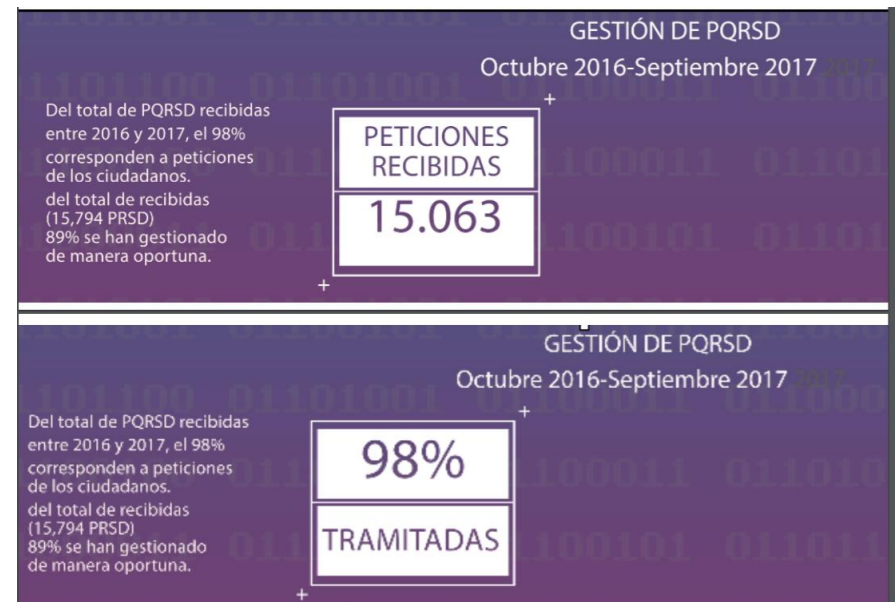 GESTIÓN DE PQRSD
Octubre 2016-Septiembre 2017 2017
Del total de PQRSD recibidas
entre 2016 y 2017, el 98%
corresponden a peticiones
de los ciudadanos.
del total de recibidas
(15,794 PRSD)
89% se han gestionado
de manera oportuna.
PETICIONES
RECIBIDAS
15.063
GESTIÓN DE PQRSD
Octubre 2016-Septiembre 2017 2017
Del total de PQRSD recibidas
entre 2016 y 2017, el 98%
corresponden a peticiones
de los ciudadanos.
del total de recibidas
(15,794 PRSD)
89% se han gestionado
de manera oportuna.
98%
TRAMITADAS